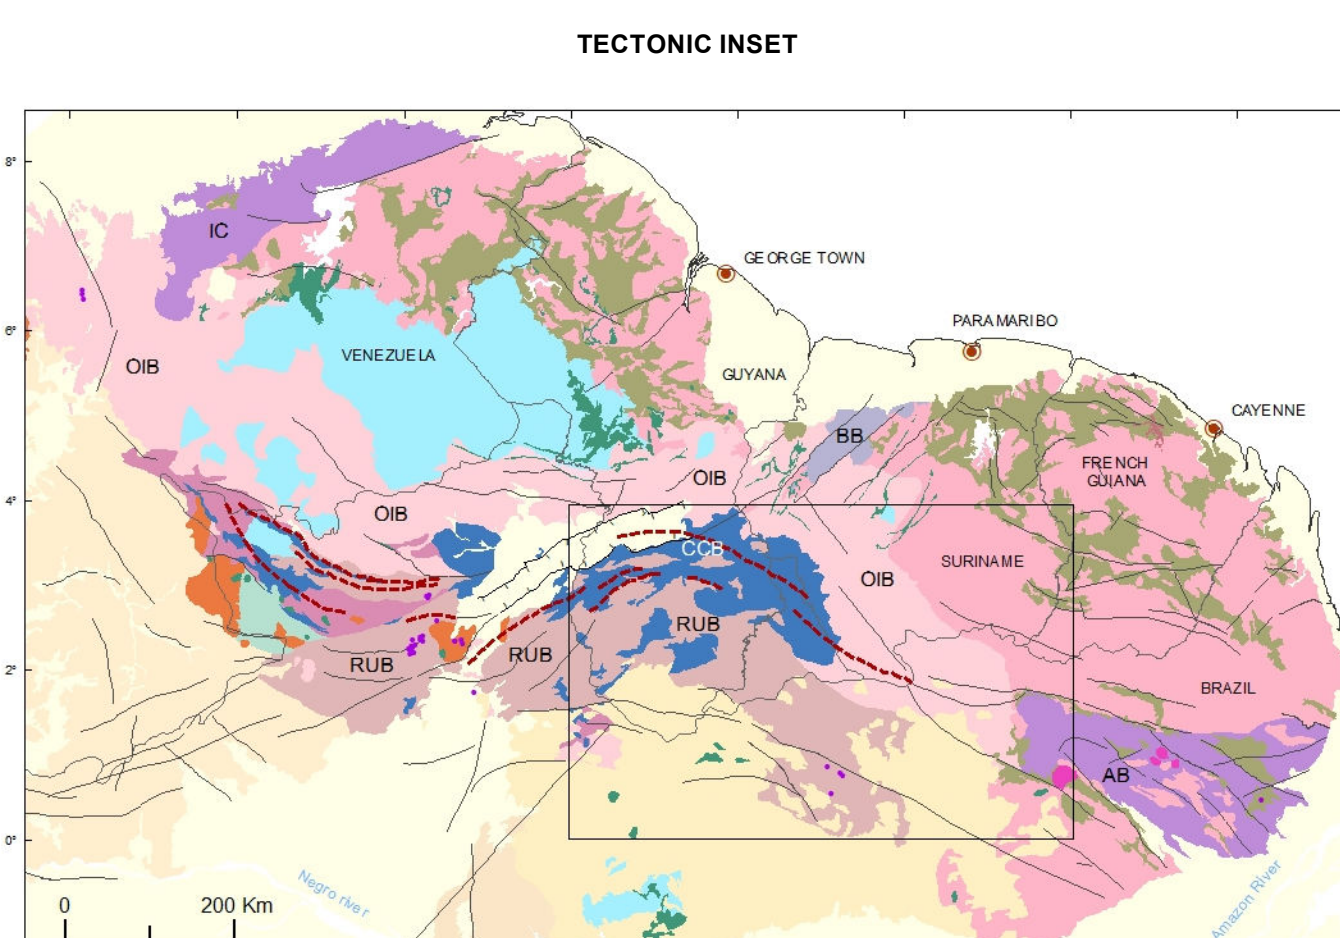 TECTONIC INSET
8°
IC
GEORGE TOWN
6°
PARAMARIBO
VENEZUELA
OIB
GUYANA
CAYENNE
BB
FRENCH
GUIANA
OIB
4°
OIB
CCB
SURINAME
OIB
RUB
RUB
RUB
2°
BRAZIL
AB
0°
Negro river
Amazon River
0
200 Km